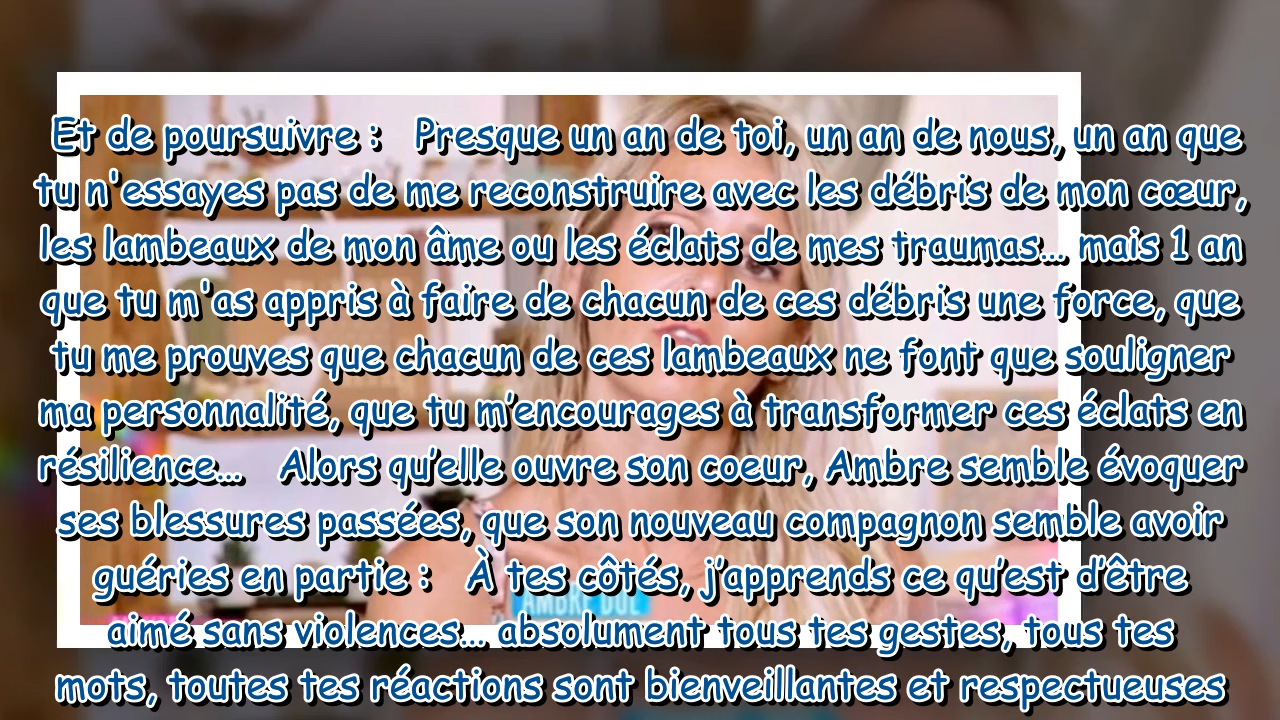 Et de poursuivre : Presque un an de toi, un an de nous, un an que
tu n'essayes pas de me reconstruire avec les débris de mon cœur,
les lambeaux de mon âme ou les éclats de mes traumas... mais 1 an
que tu m'as appris à faire de chacun de ces débris une force, que
tu me prouves que chacun de ces lambeaux ne font que souligner
ma personnalité, que tu m’encourages à transformer ces éclats en
résilience... Alors qu’elle ouvre son coeur, Ambre semble évoquer
ses blessures passées, que son nouveau compagnon semble avoir
guéries en partie : À tes côtés, j’apprends ce qu’est d’être
AMBRE DOL
aimé sans violences... absolument tous tes gestes, tous tes
mots, toutes tes réactions sont bienveillantes et respectueuses